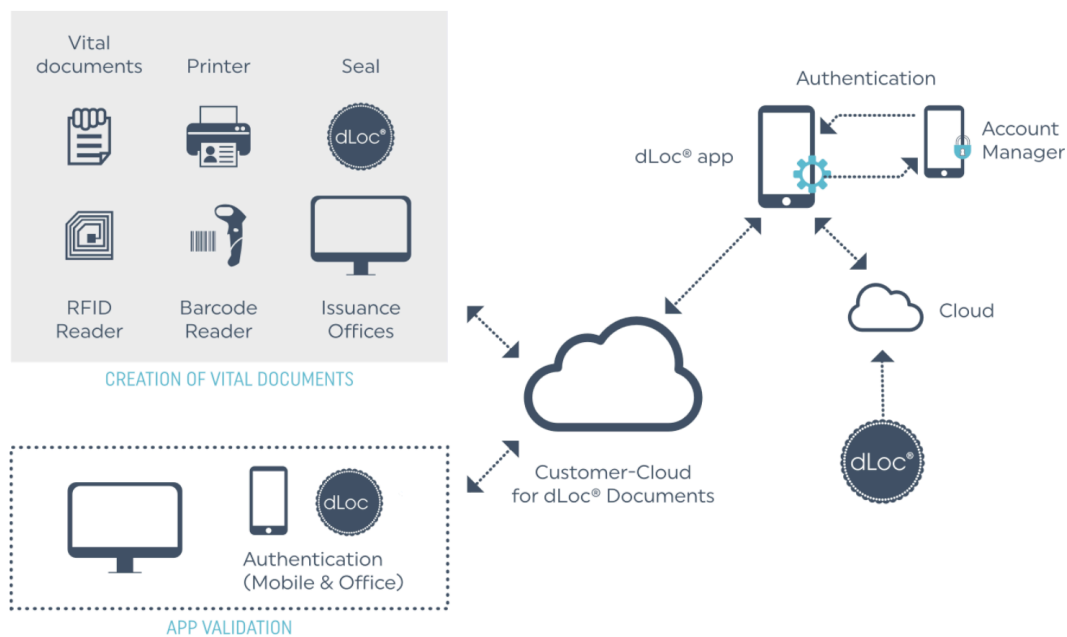 Vital
documents
Printer
Seal
dLoc®
RFID
Reader
Barcode
Reader
Issuance
Offices
CREATION OF VITAL DOCUMENTS
Authentication
dLoc® app
Account
Manager
Cloud
dLoc®
Customer-Cloud
for dLoc® Documents
dLoc
Authentication
(Mobile & Office)
APP VALIDATION